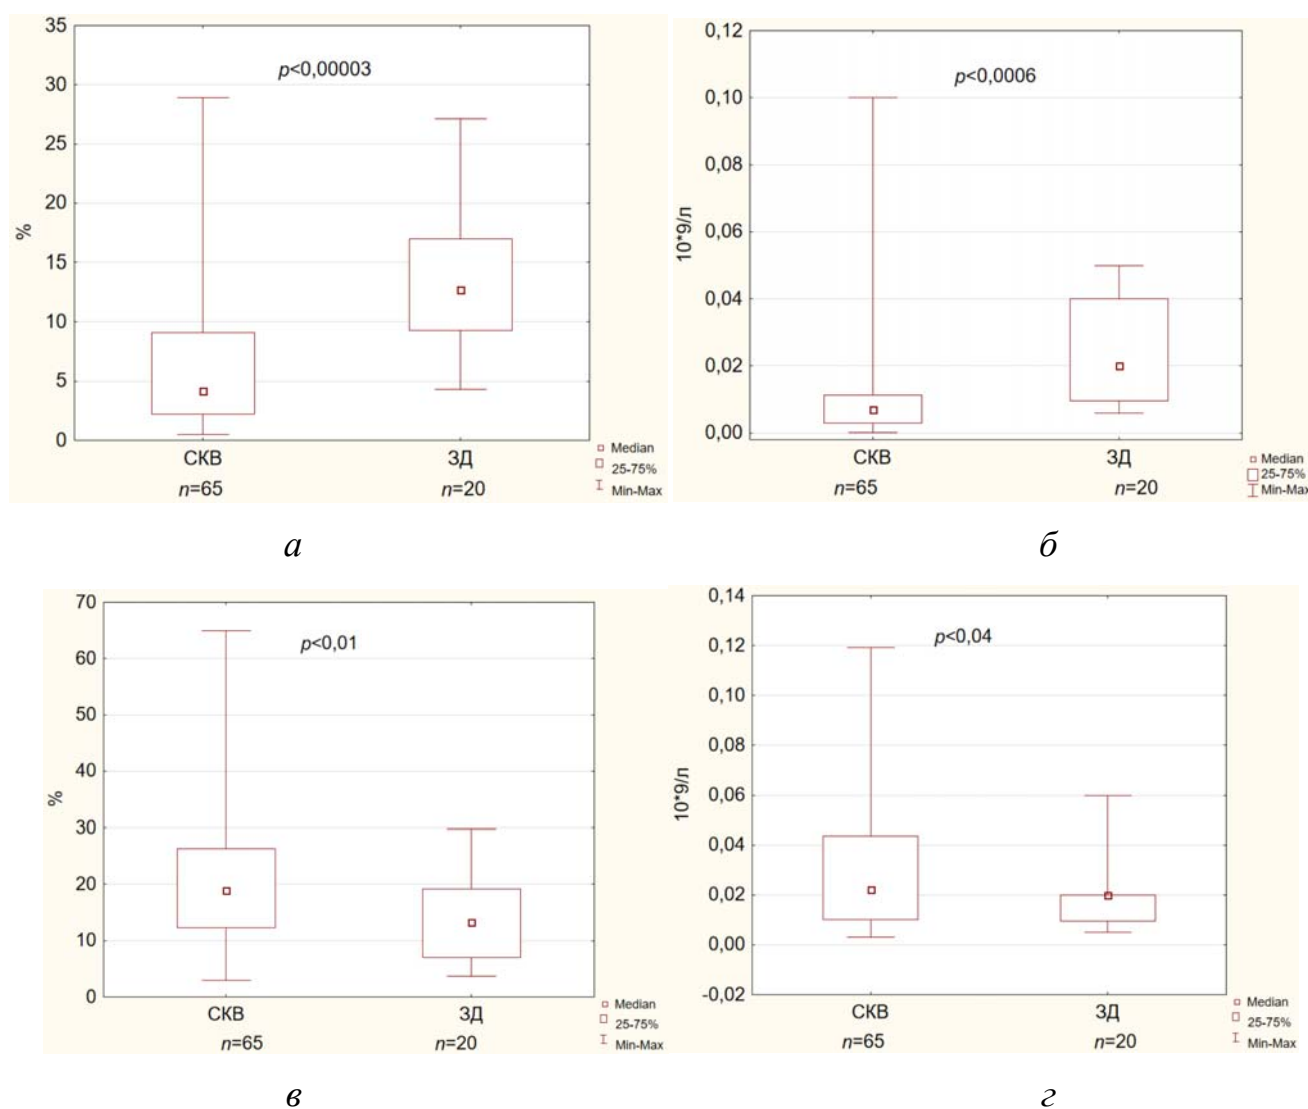 35
30
25
20
15
10
5
0
%
p<0,00003
СКВ
ЗД
n=65
n=20
Median
25-75%
Min-Max
а
0,12
0,10
0,08
0,06
0,04
0,02
0,00
10*9/л
p<0,0006
СКВ
ЗД
n=65
n=20
Median
25-75%
Min-Max
б
70
60
50
40
30
20
10
0
%
p<0,01
СКВ
ЗД
n=65
n=20
Median
25-75%
Min-Max
в
0,14
0,12
0,10
0,08
0,06
0,04
0,02
0,00
-0,02
10*9/л
p<0,04
СКВ
ЗД
n=65
n=20
Median
25-75%
Min-Max
г